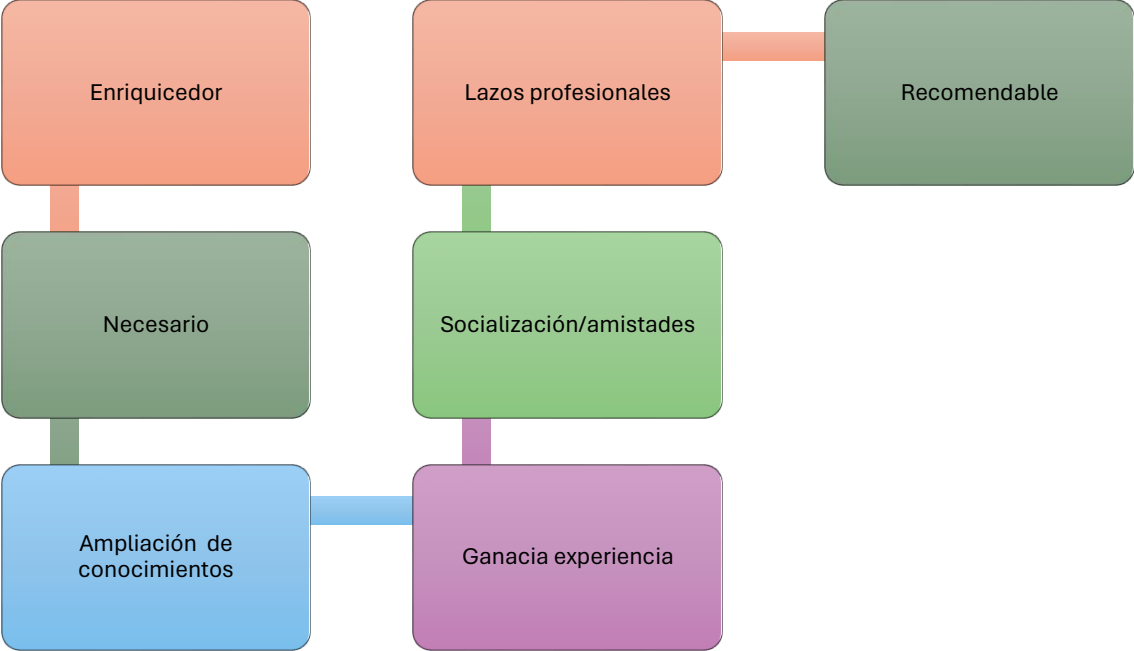 Enriquicedor
Necesario
Ampliación de
conocimientos
Ganacia experiencia
Socialización/amistades
Lazos profesionales
Recomendable